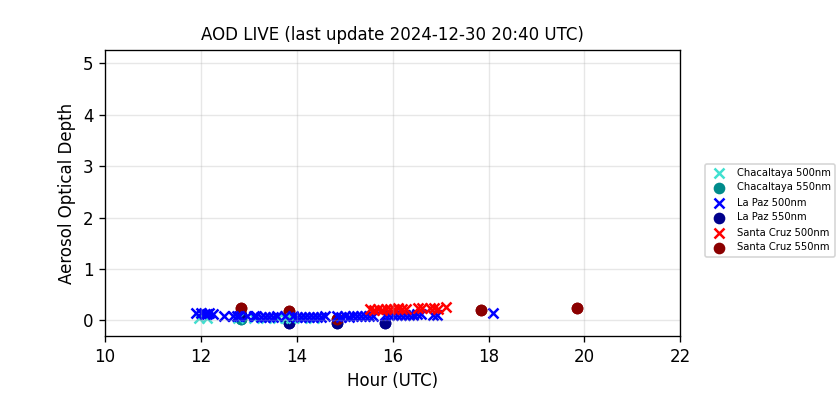 AOD LIVE (last update 2024-12-30 20:40 UTC)
Aerosol Optical Depth
5
4
3
2
1
0
10 12 14 16 18 20 22
Hour (UTC)
Chacaltaya 500nm
Chacaltaya 550nm
La Paz 500nm
La Paz 550nm
Santa Cruz 500nm
Santa Cruz 550nm